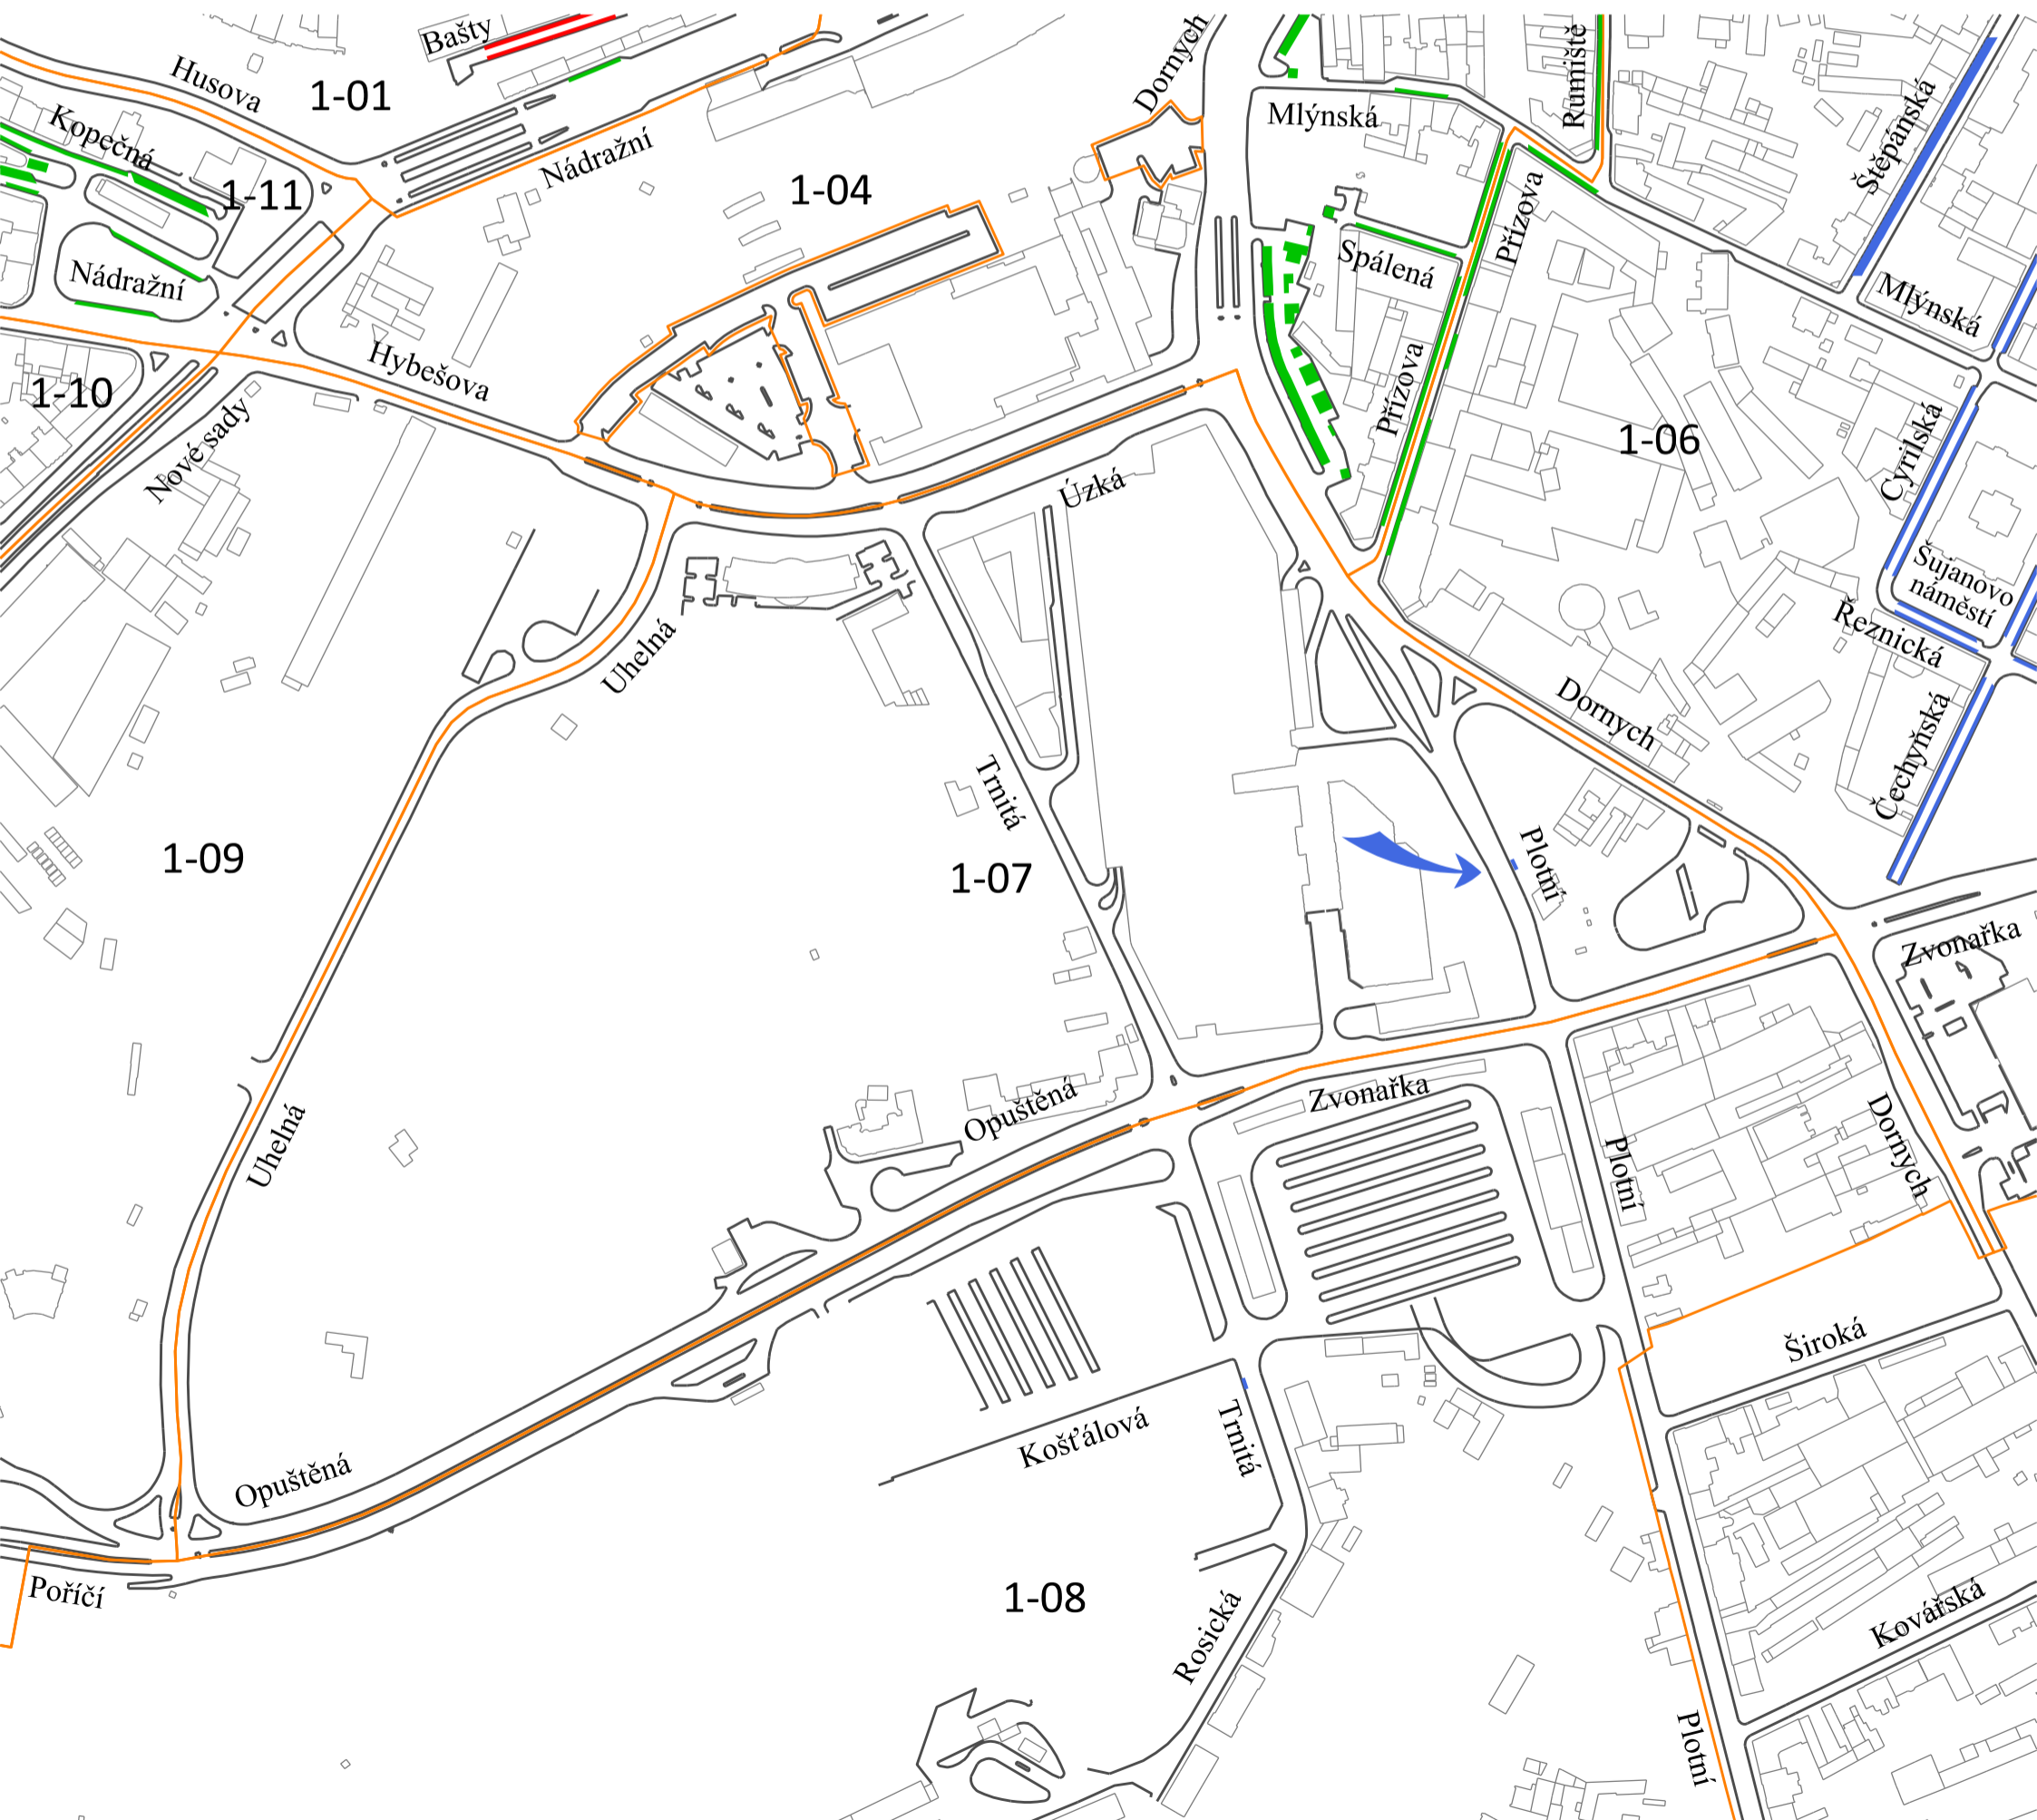 Bašty
Dornych
Husova
1-01
Rumiště
Mlýnská
Štěpánská
Kopečná
Nádražní
1-11
1-04
Přízova
Nádražní
Spálená
Mlýnská
Hybešova
1-10
Přízova
1-06
Cyrilská
Nové sady
Úzká
Šujanovo
náměstí
Řeznická
Uhelná
Dornych
Čechyňská
Trnitá
1-09
1-07
Plotní
Zvonařka
Opuštěná
Zvonařka
Uhelná
Dornych
Plotní
Široká
Košťálová
Trnitá
Opuštěná
Poříčí
1-08
Rosická
Kovářská
Plotní